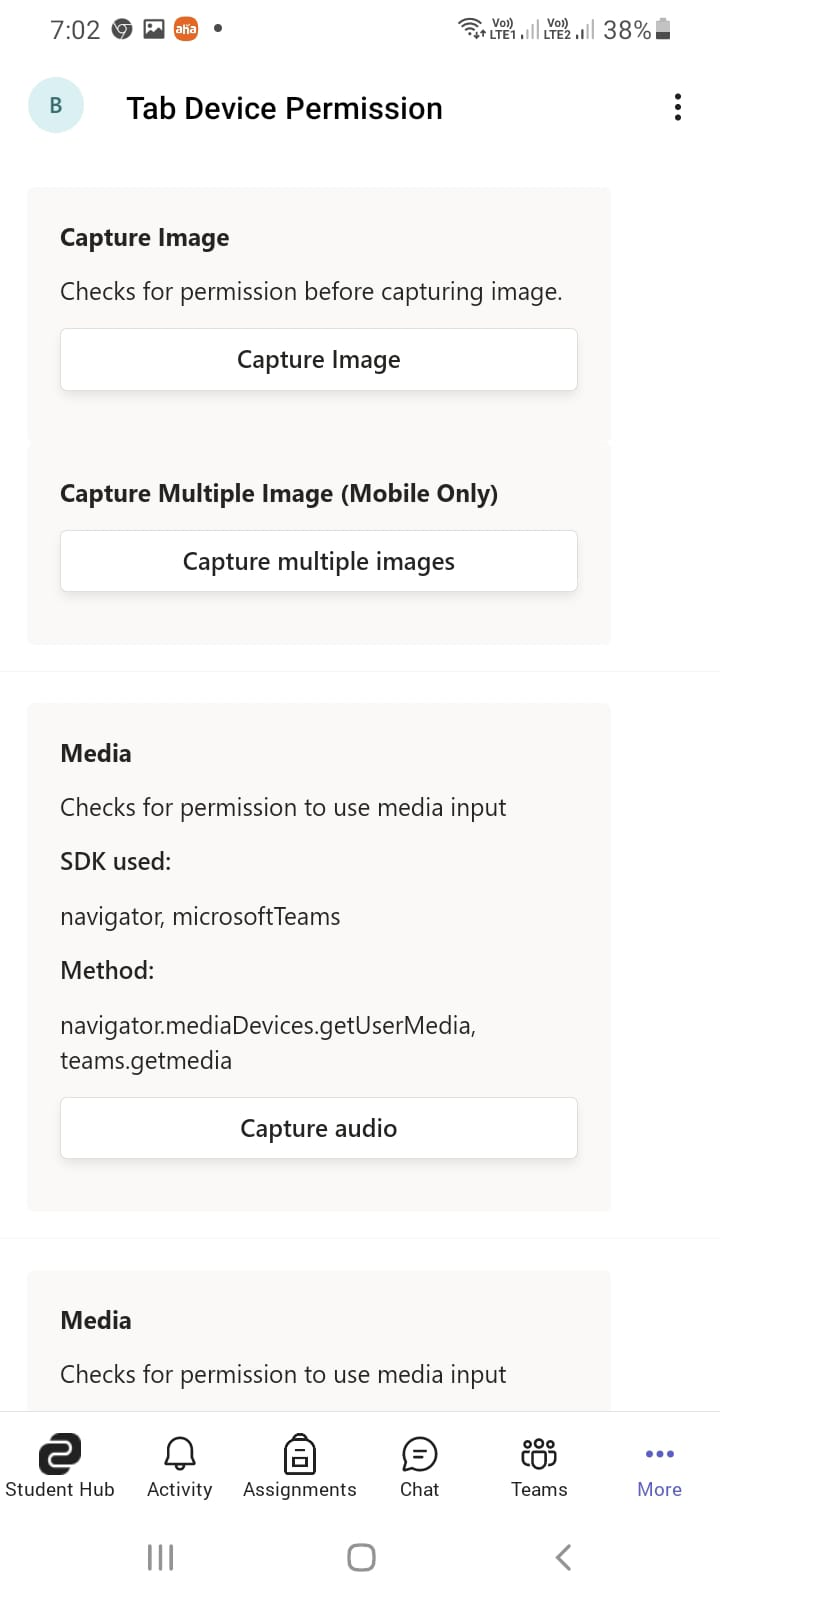 7:02 aha Vo)) LTE1 Vo)) LTE2 38%
B Tab Device Permission
Capture Image
Checks for permission before capturing image.
Capture Image
Capture Multiple Image (Mobile Only)
Capture multiple images
Media
Checks for permission to use media input
SDK used:
navigator, microsoftTeams
Method:
navigator.mediaDevices.getUserMedia,
teams.getmedia
Capture audio
Media
Checks for permission to use media input
Student Hub Activity Assignments Chat Teams More